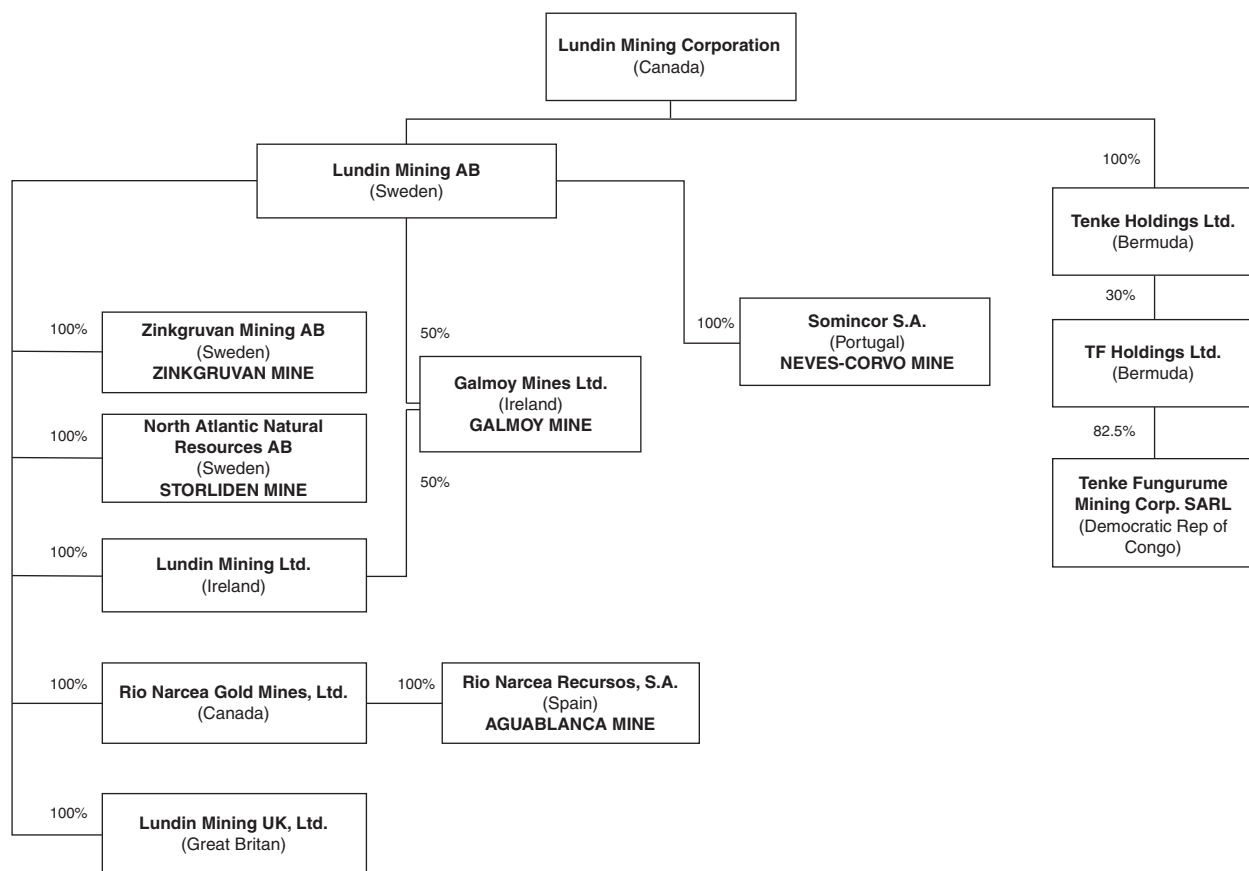 Lundin Mining Corporation
(Canada)
Lundin Mining AB
(Sweden)
100%
Tenke Holdings Ltd.
(Bermuda)
30%
TF Holdings Ltd.
(Bermuda)
82.5%
Tenke Fungurume
Mining Corp. SARL
(Democratic Rep of
Congo)
100%
Zinkgruvan Mining AB
(Sweden)
ZINKGRUVAN MINE
100%
North Atlantic Natural
Resources AB
(Sweden)
STORLIDEN MINE
100%
Lundin Mining Ltd.
(Ireland)
50%
Galmoy Mines Ltd.
(Ireland)
GALMOY MINE
50%
100%
Somincor S.A.
(Portugal)
NEVES-CORVO MINE
100%
Rio Narcea Gold Mines, Ltd.
(Canada)
100%
Rio Narcea Recursos, S.A.
(Spain)
AGUABLANCA MINE
100%
Lundin Mining UK, Ltd.
(Great Britan)